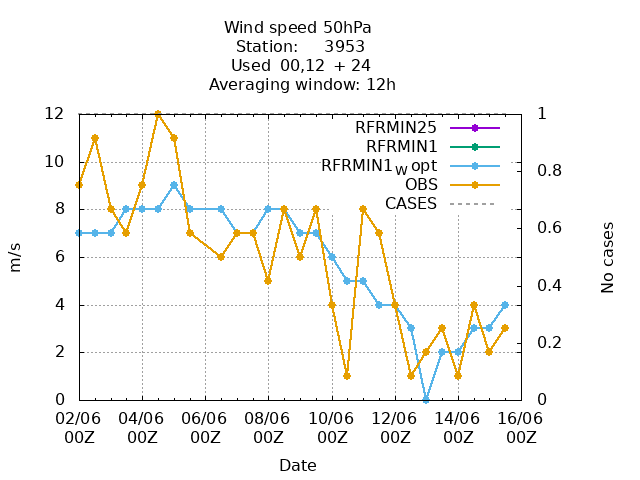 Wind speed 50hPa
Station: 3953
Used 00,12 + 24
Averaging window: 12h
RFRMIN25
RFRMIN1
RFRMIN1w opt
OBS
CASES
m/s
12
10
8
6
4
2
0
1
0.8
0.6
0.4
0.2
0
No cases
02/06 04/06 06/06 08/06 10/06 12/06 14/06 16/06
00Z 00Z 00Z 00Z 00Z 00Z 00Z 00Z
Date